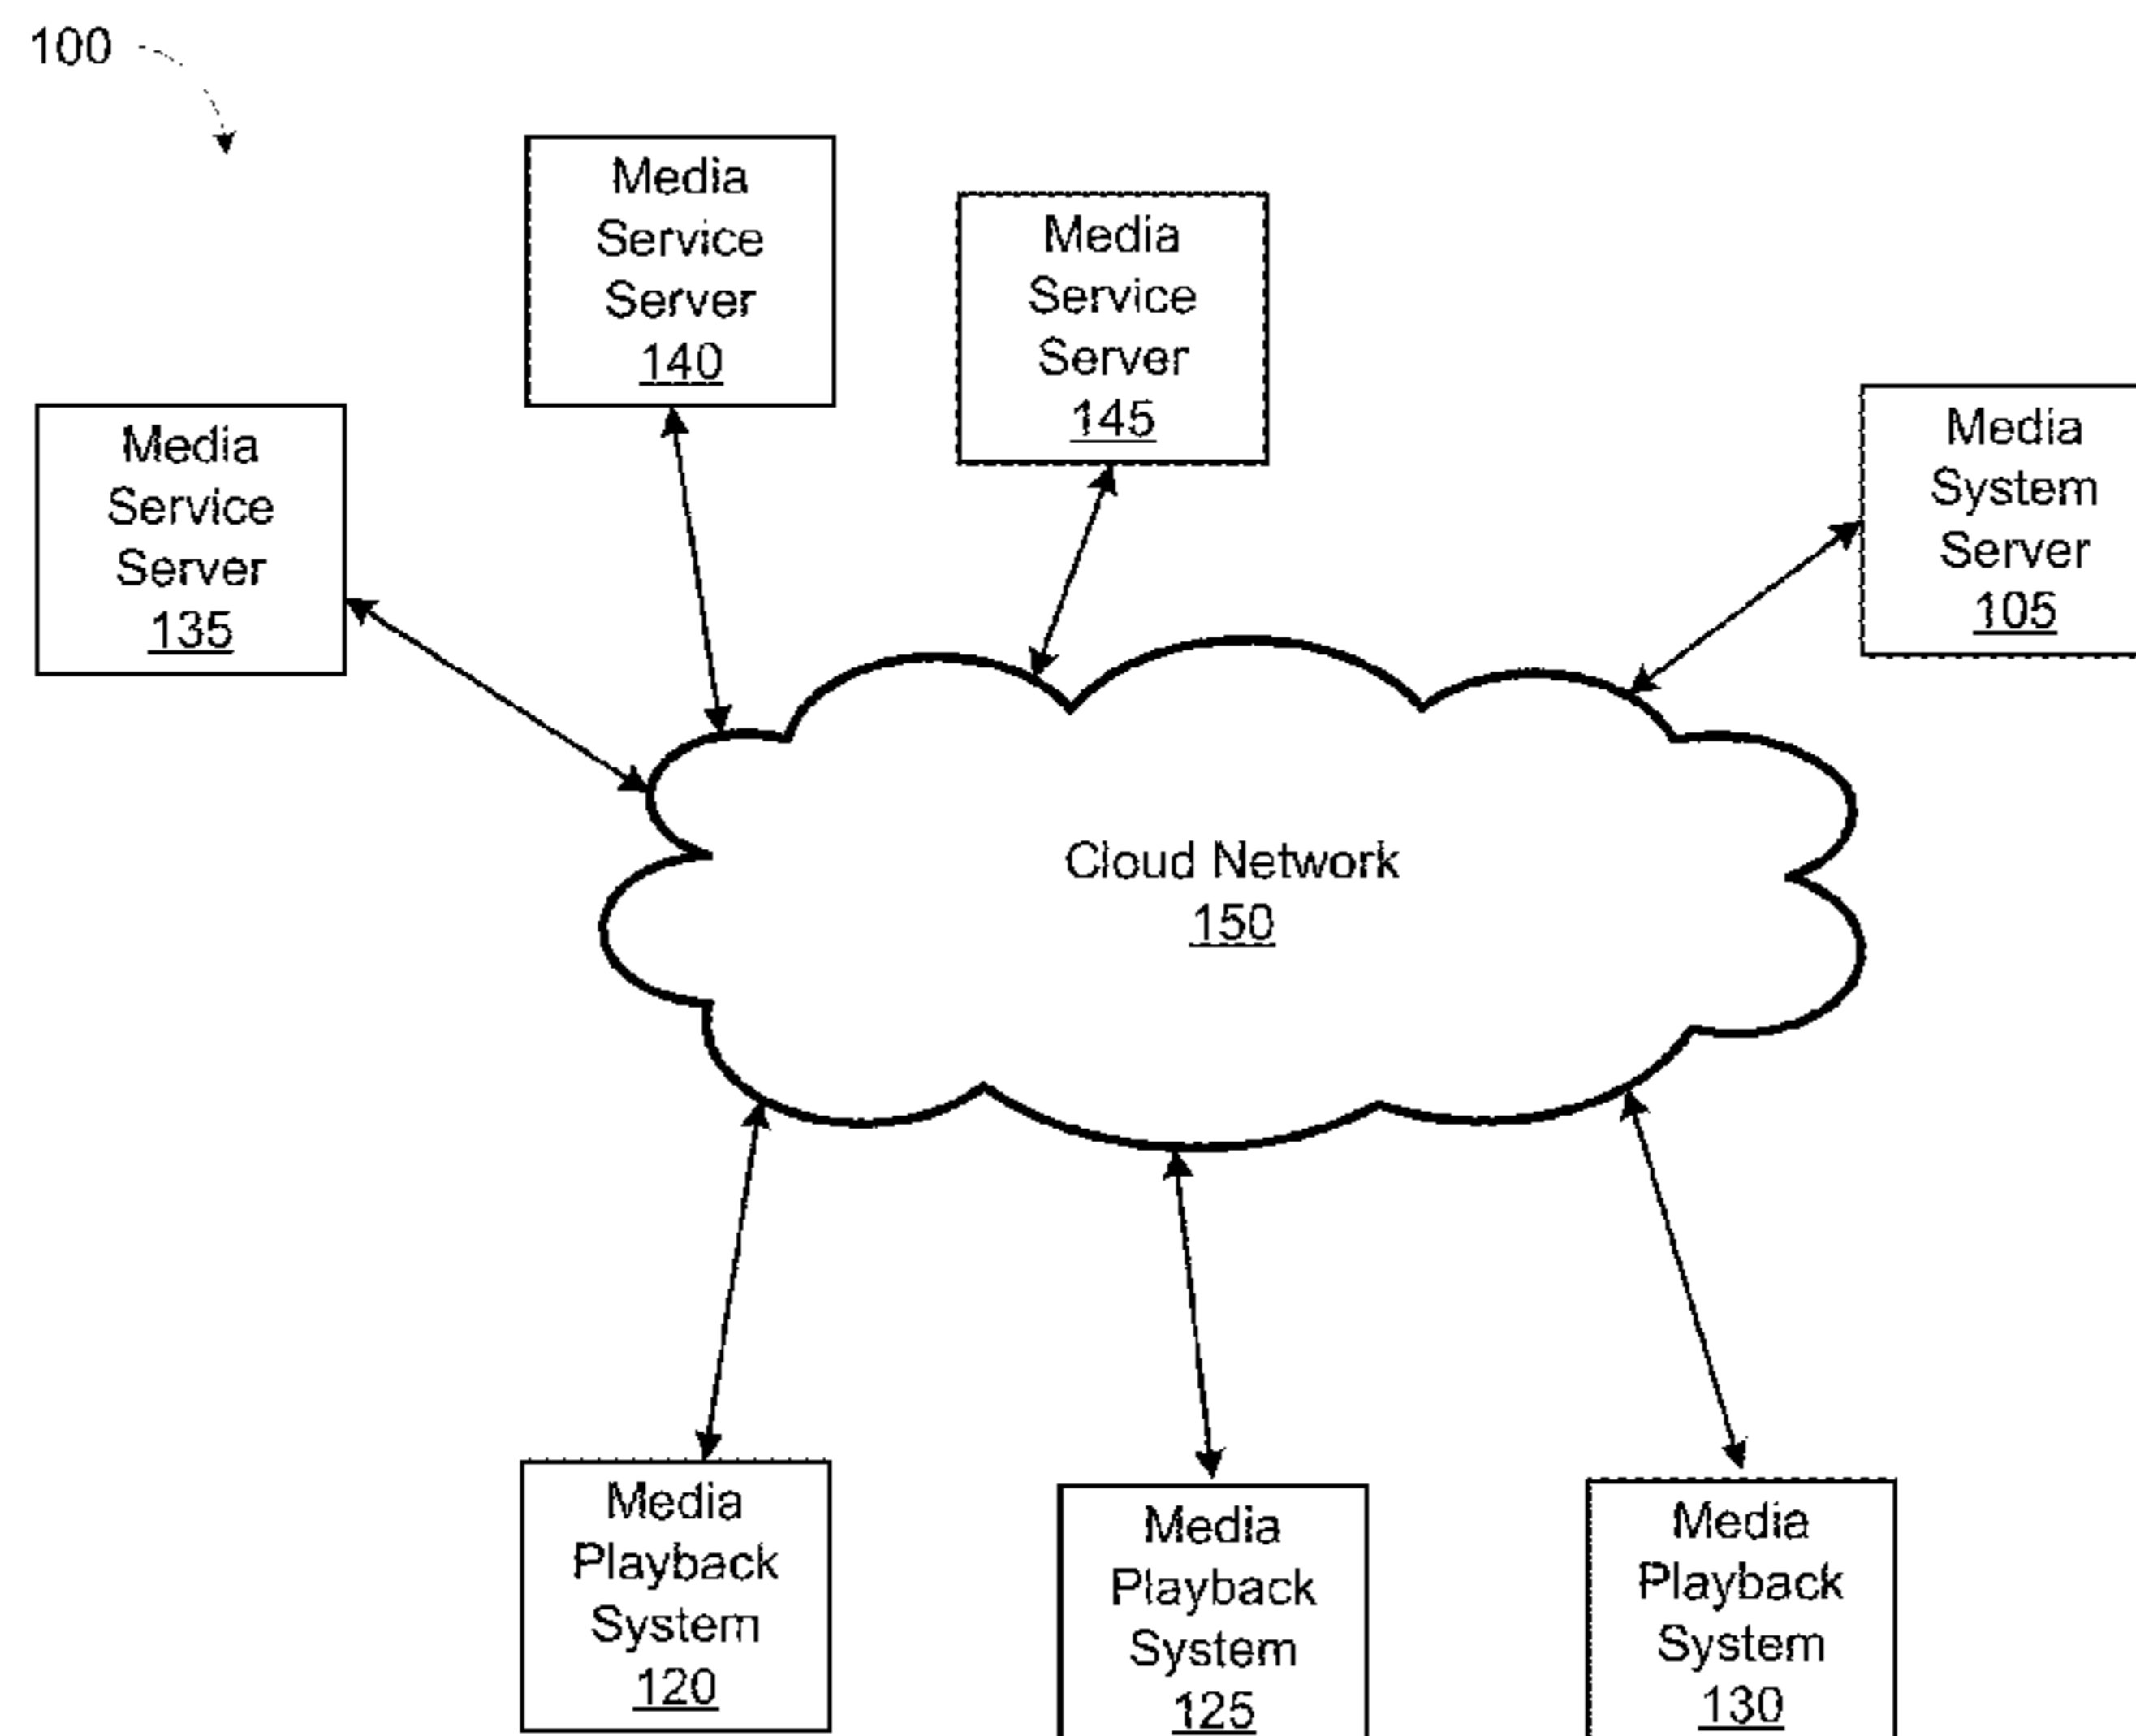 100
Media
Service
Server
140
Media
Service
Server
145
Media
Service
Server
135
Media
System
Server
105
Cloud Network
150
Media
Playback
System
120
Media
Playback
System
125
Media
Playback
System
130